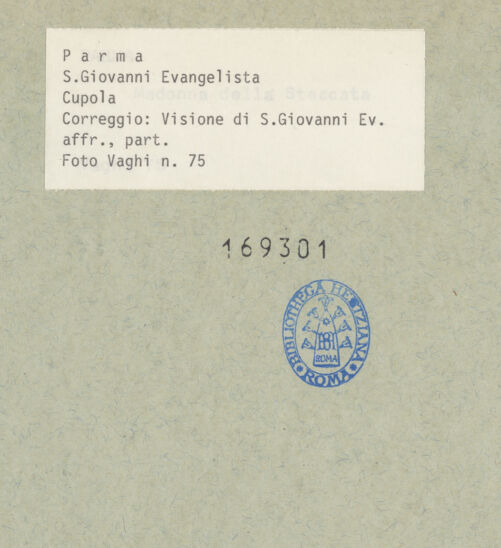 P a r m a
S.Giovanni Evangelista
Cupola
Madonna della Steccata
Correggio: Visione di S.Giovanni Ev.
affr., part.
Foto Vaghi n. 75
169301
BIBLIOTHECA HERTZIANA
ROMA
ROMA